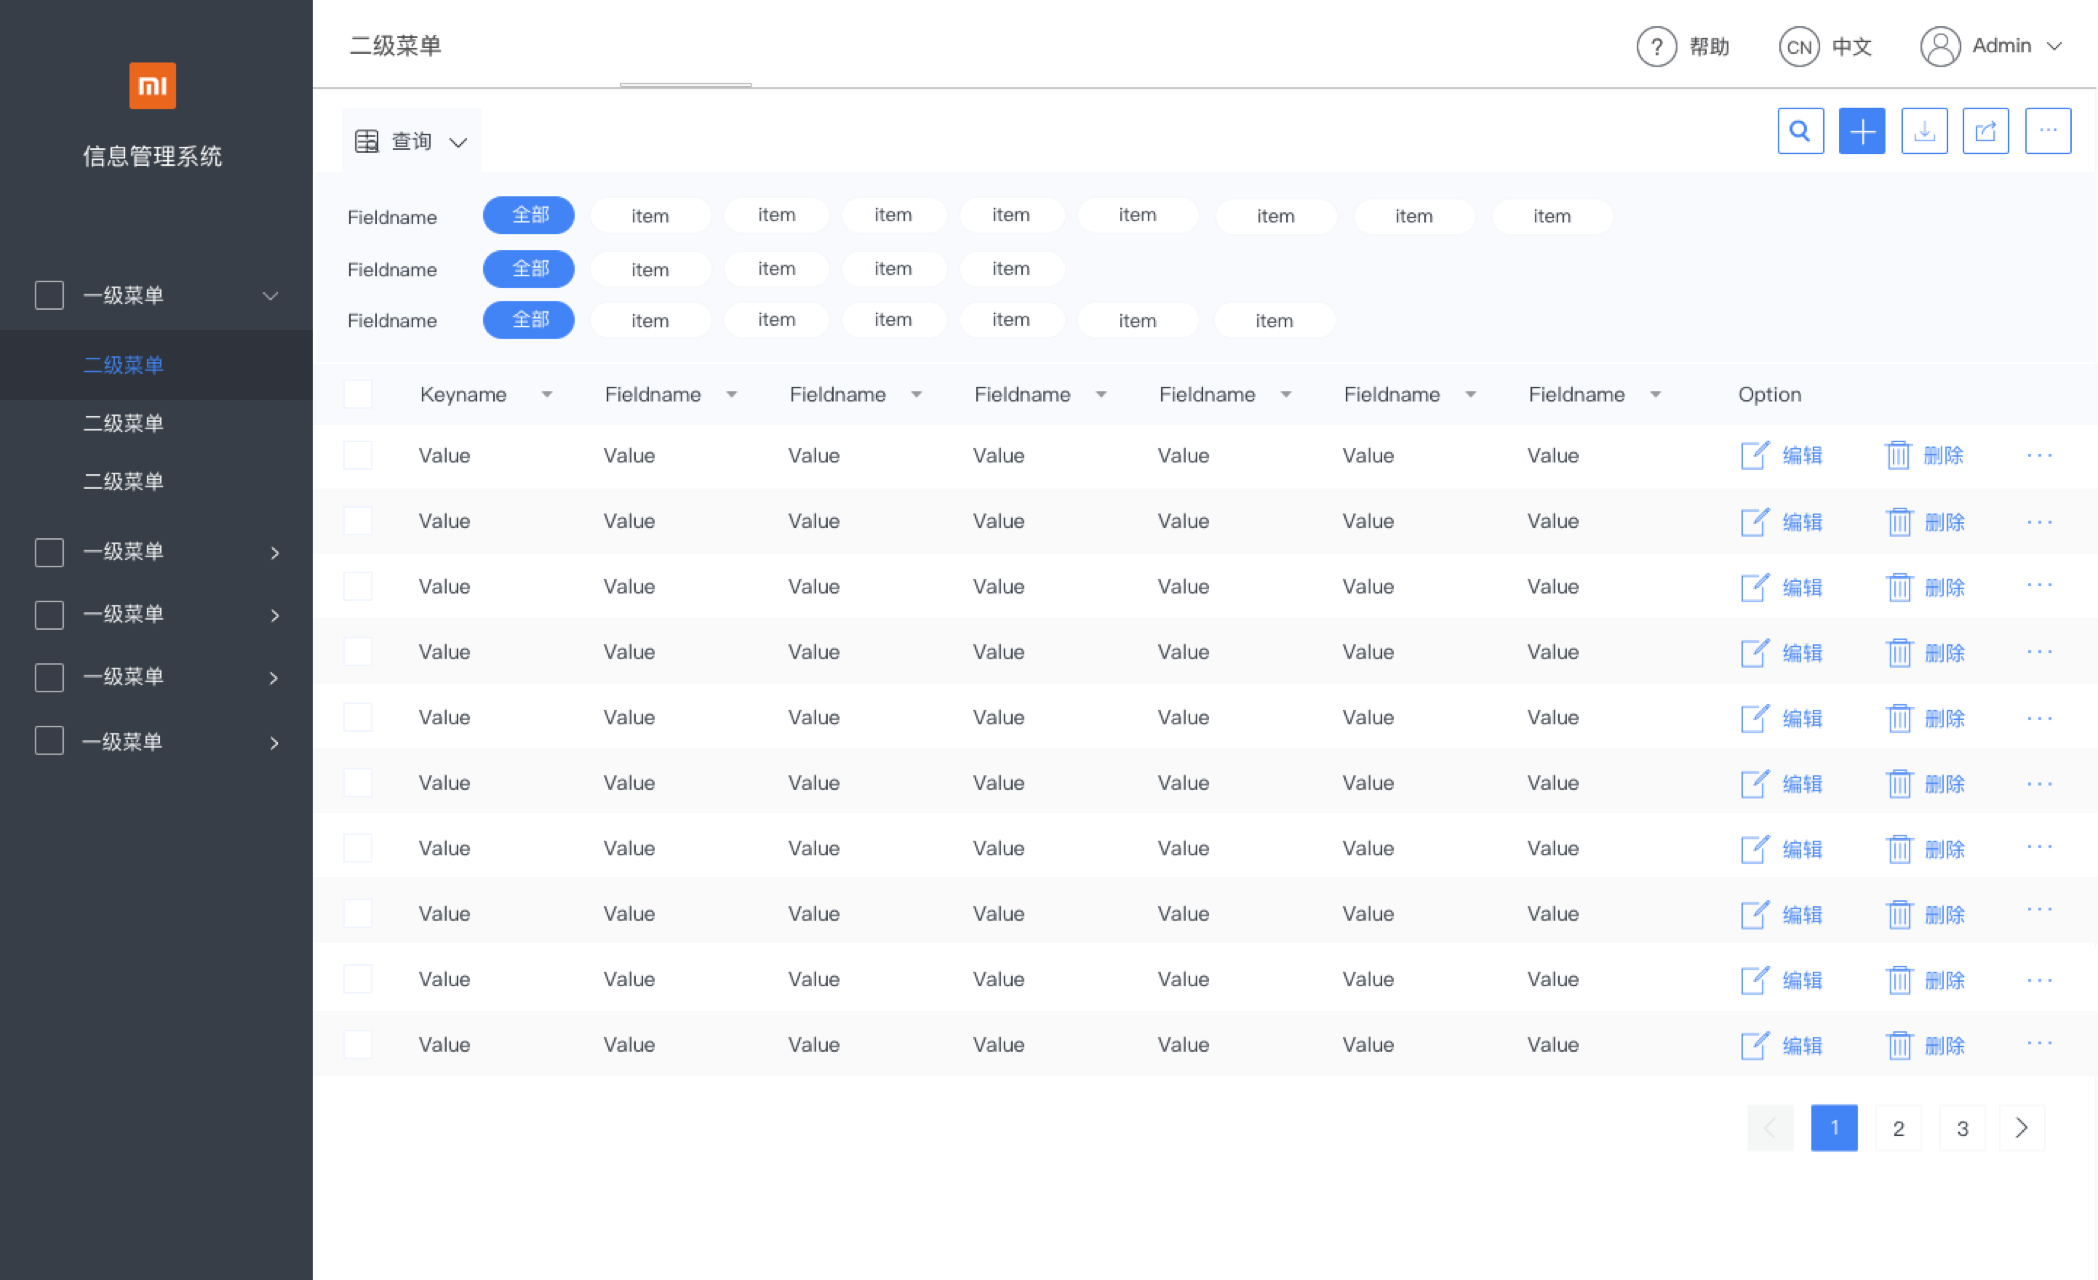 二级菜单
? 帮助 CN 中文 Admin
mi
信息管理系统
查询
Fieldname 全部 item item item item item item item item
Fieldname 全部 item item item item
Fieldname 全部 item item item item item item
一级菜单
二级菜单
二级菜单
二级菜单
一级菜单
一级菜单
一级菜单
一级菜单
Keyname Fieldname Fieldname Fieldname Fieldname Fieldname Fieldname Option
Value Value Value Value Value Value Value 编辑 删除 ...
Value Value Value Value Value Value Value 编辑 删除 ...
Value Value Value Value Value Value Value 编辑 删除 ...
Value Value Value Value Value Value Value 编辑 删除 ...
Value Value Value Value Value Value Value 编辑 删除 ...
Value Value Value Value Value Value Value 编辑 删除 ...
Value Value Value Value Value Value Value 编辑 删除 ...
Value Value Value Value Value Value Value 编辑 删除 ...
Value Value Value Value Value Value Value 编辑 删除 ...
Value Value Value Value Value Value Value 编辑 删除 ...
1 2 3